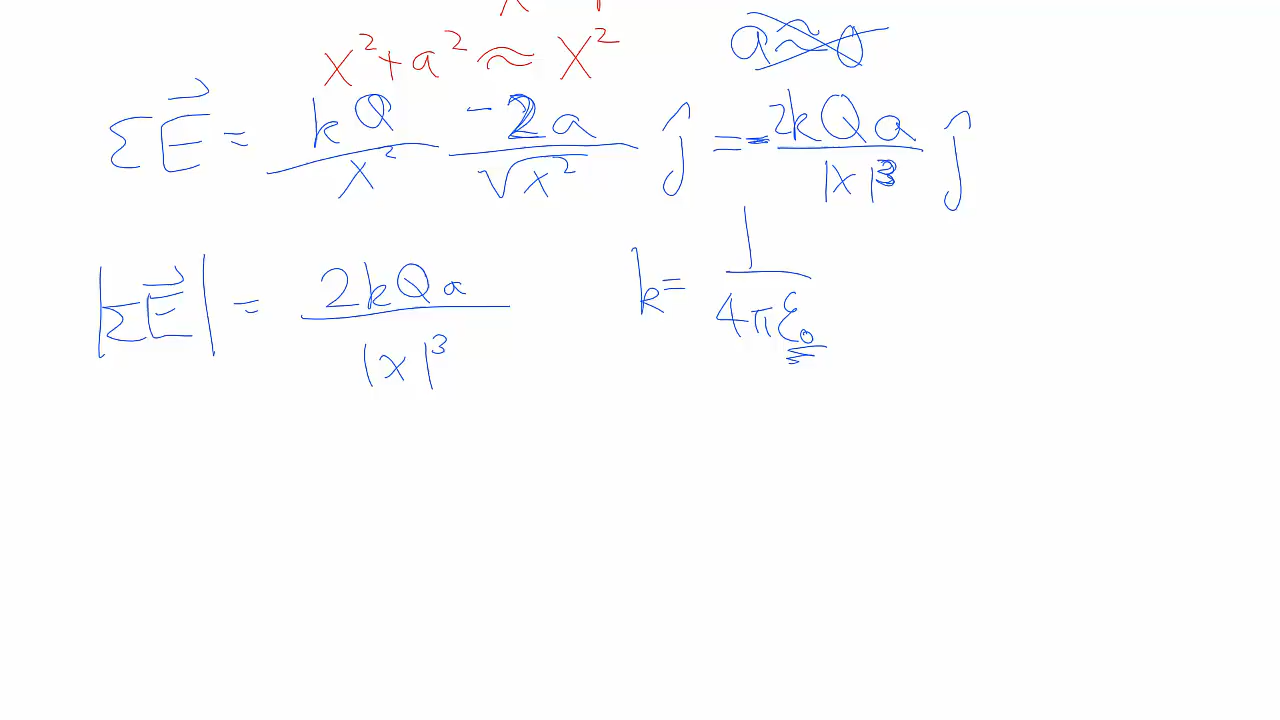 x² + a² ≈ x²
a ≈ 0
ΣE⃗ = kQ/x² -2a/√x² ĵ = -2kQa/|x|³ ĵ
|ΣE⃗| = 2kQa/|x|³
k = 1/4πε₀